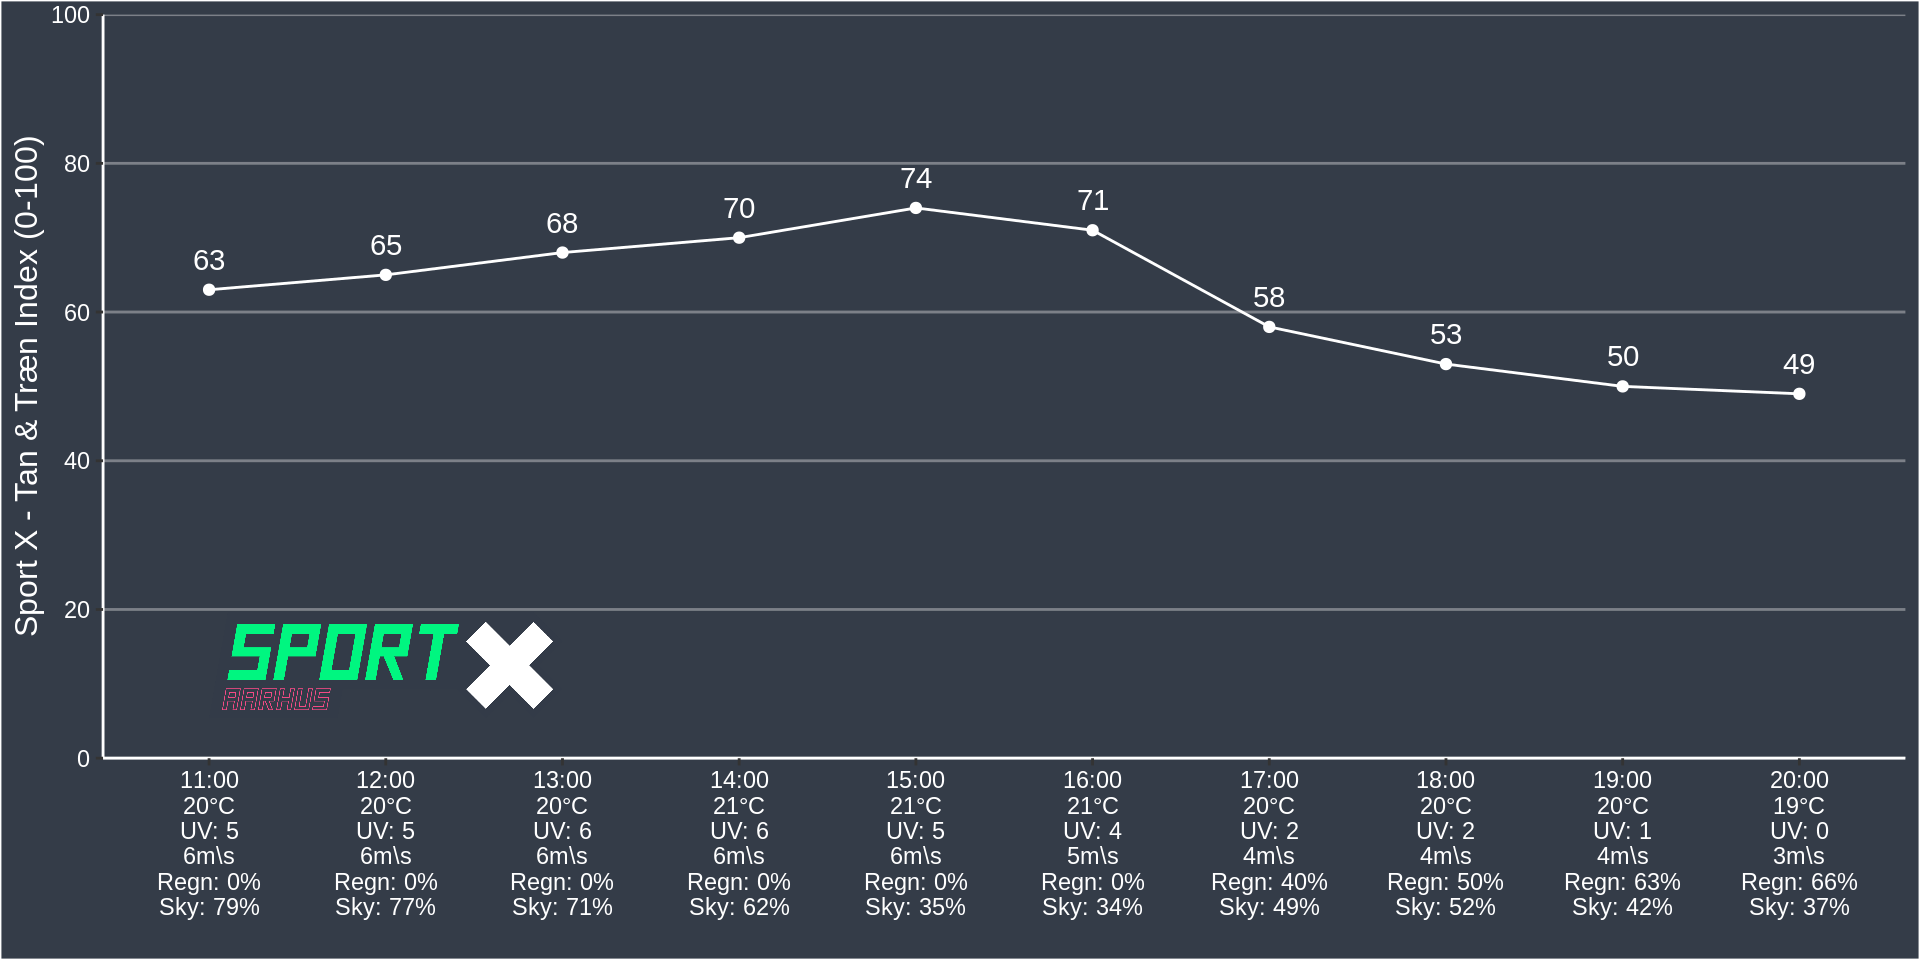 Sport X - Tan & Træn Index (0-100)
100
80
60
40
20
0
63
65
68
70
74
71
58
53
50
49
SPORT X
AARHUS
11:00 12:00 13:00 14:00 15:00 16:00 17:00 18:00 19:00 20:00
20°C 20°C 20°C 21°C 21°C 21°C 20°C 20°C 20°C 19°C
UV: 5 UV: 5 UV: 6 UV: 6 UV: 5 UV: 4 UV: 2 UV: 2 UV: 1 UV: 0
6m\s 6m\s 6m\s 6m\s 6m\s 5m\s 4m\s 4m\s 4m\s 3m\s
Regn: 0% Regn: 0% Regn: 0% Regn: 0% Regn: 0% Regn: 0% Regn: 40% Regn: 50% Regn: 63% Regn: 66%
Sky: 79% Sky: 77% Sky: 71% Sky: 62% Sky: 35% Sky: 34% Sky: 49% Sky: 52% Sky: 42% Sky: 37%